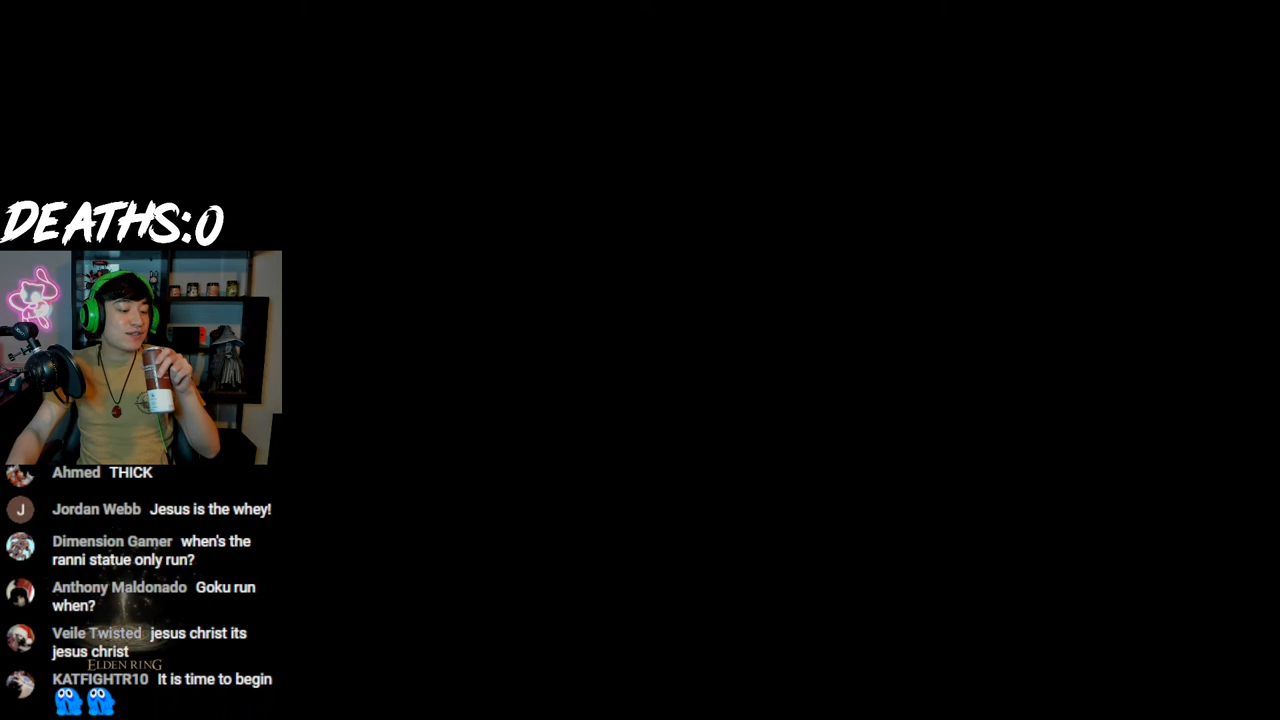 DEATHS:0
Ahmed THICK
J
Jordan Webb Jesus is the whey!
Dimension Gamer when's the
ranni statue only run?
Anthony Maldonado Goku run
when?
Veile Twisted jesus christ its
jesus christ
ELDEN RING
KATFIGHTR10 It is time to begin